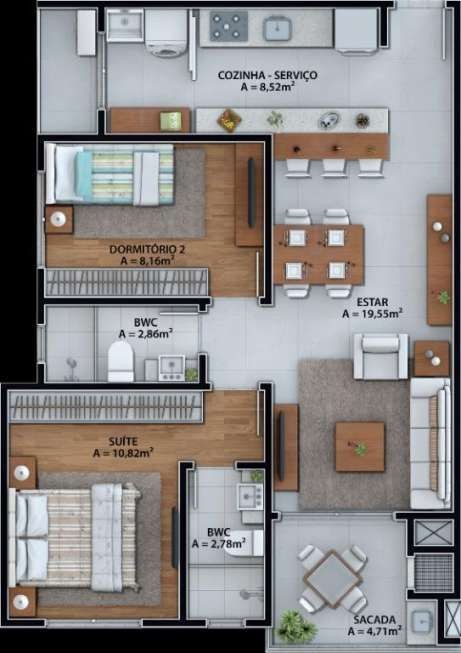 COZINHA - SERVIÇO
A = 8,52m²
DORMITÓRIO 2
A = 8,16m²
ESTAR
A = 19,55m²
BWC
A = 2,86m²
SUÍTE
A = 10,82m²
BWC
A = 2,78m²
SACADA
A = 4,71m²